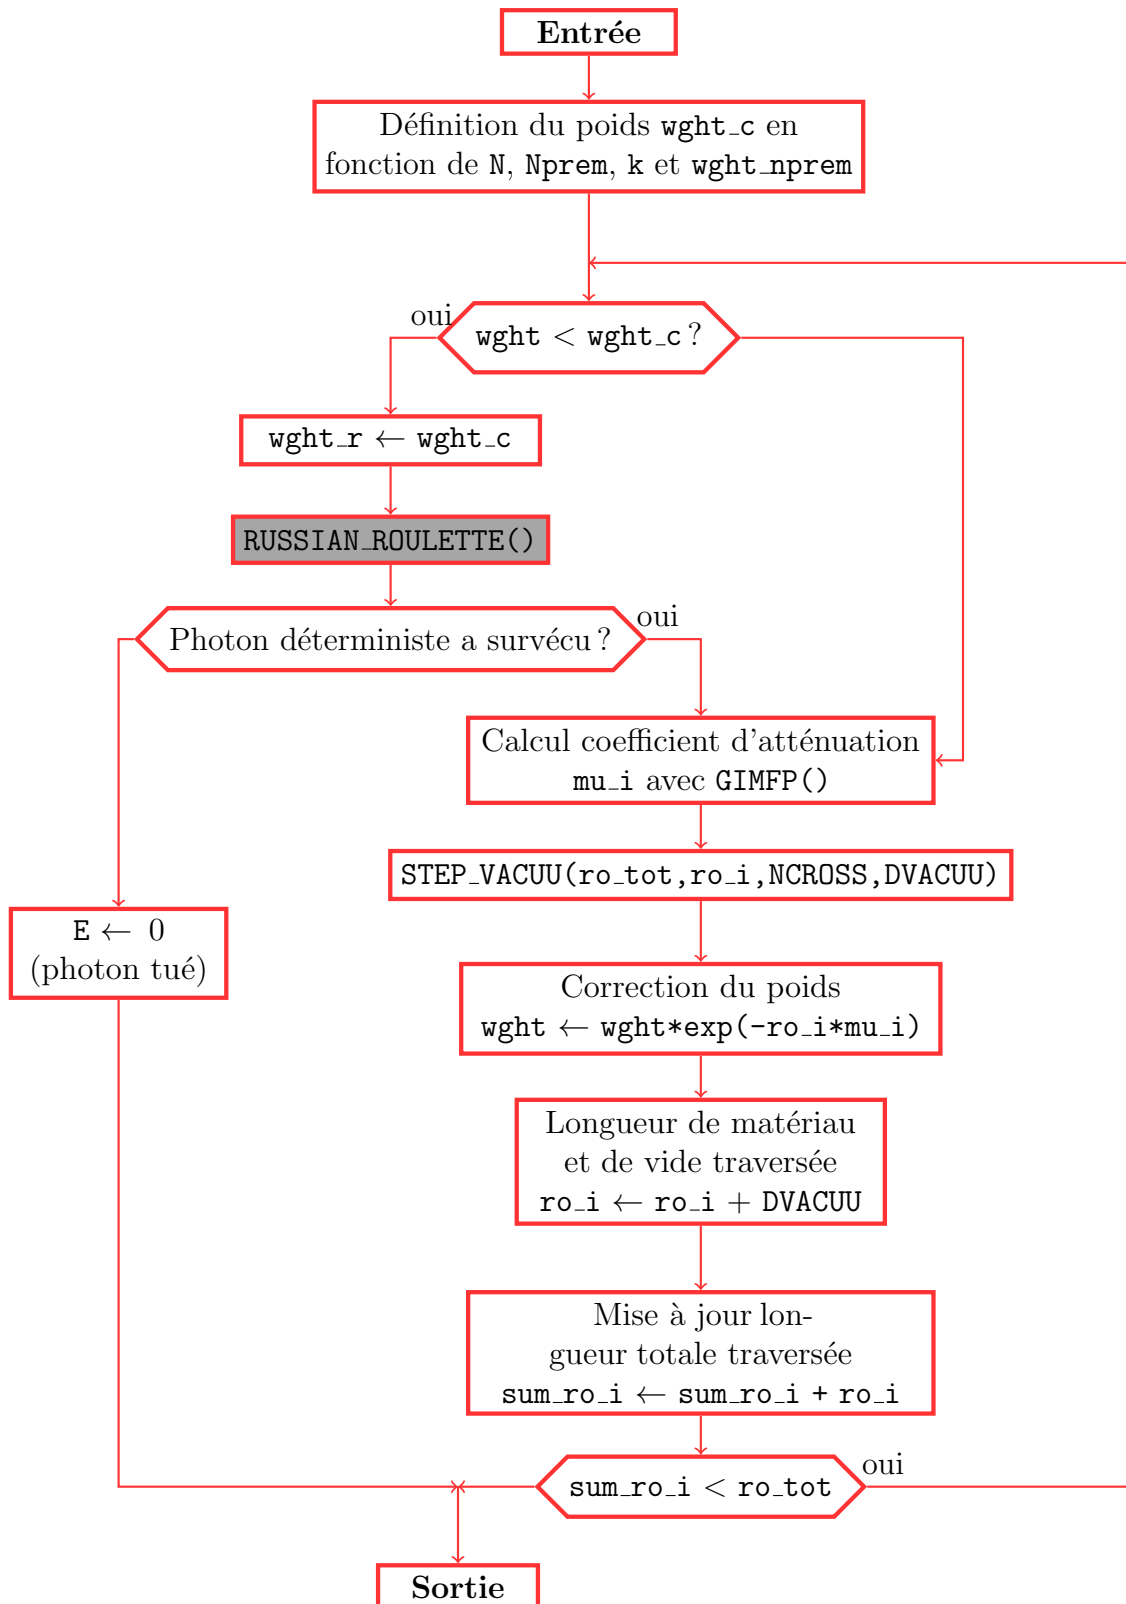 Entrée
Définition du poids wght_c en
fonction de N, Nprem, k et wght_nprem
oui
wght < wght_c ?
wght_r ← wght_c
RUSSIAN_ROULETTE()
Photon déterministe a survécu ?
oui
Calcul coefficient d'atténuation
mu_i avec GIMFP()
STEP_VACUU(ro_tot,ro_i,NCROSS,DVACUU)
E ← 0
(photon tué)
Correction du poids
wght ← wght*exp(-ro_i*mu_i)
Longueur de matériau
et de vide traversée
ro_i ← ro_i + DVACUU
Mise à jour lon-
gueur totale traversée
sum_ro_i ← sum_ro_i + ro_i
sum_ro_i < ro_tot
oui
Sortie